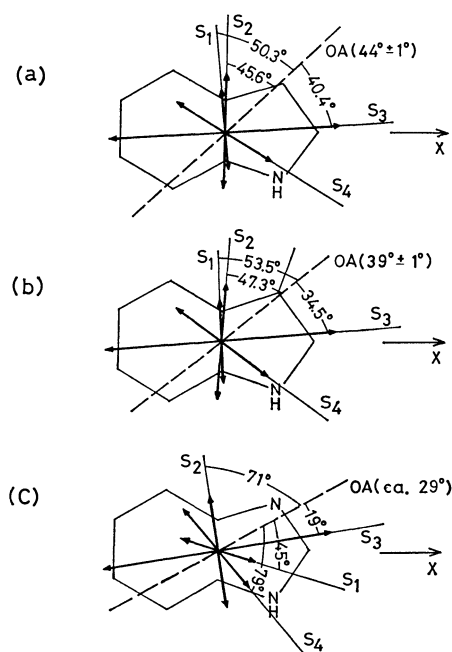 (a)
S1
S2
50.3°
OA(44°±1°)
45.6°
40.4°
S3
X
N
H
S4
(b)
S1
S2
53.5°
OA(39°±1°)
47.3°
34.5°
S3
X
N
H
S4
(C)
S2
71°
OA(ca. 29°)
N
19°
S3
45°
79°
X
N
H
S1
S4